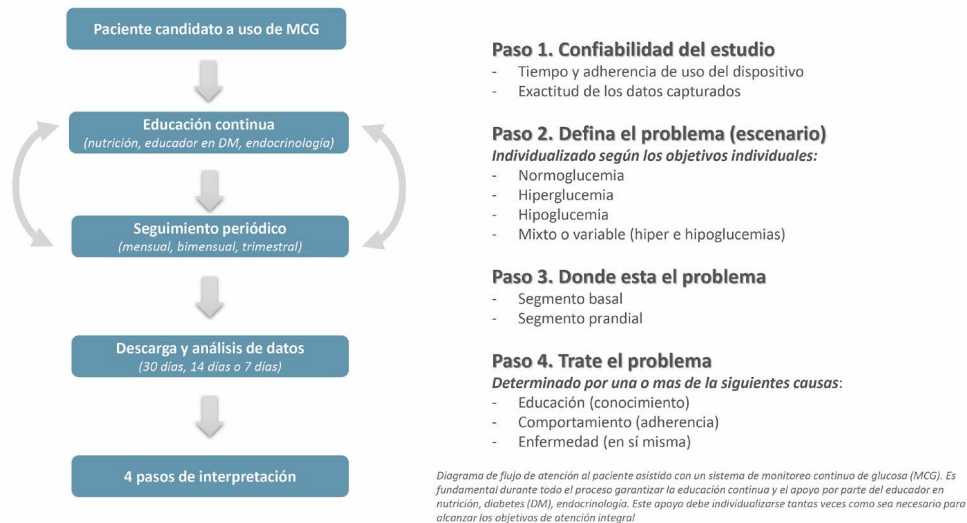 Paciente candidato a uso de MCG
Educación continua
(nutrición, educador en DM, endocrinología)
Seguimiento periódico
(mensual, bimensual, trimestral)
Descarga y análisis de datos
(30 días, 14 días o 7 días)
4 pasos de interpretación
Paso 1. Confiabilidad del estudio
- Tiempo y adherencia de uso del dispositivo
- Exactitud de los datos capturados
Paso 2. Defina el problema (escenario)
Individualizado según los objetivos individuales:
- Normoglucemia
- Hiperglucemia
- Hipoglucemia
- Mixto o variable (hiper e hipoglucemias)
Paso 3. Donde esta el problema
- Segmento basal
- Segmento prandial
Paso 4. Trate el problema
Determinado por una o mas de la siguientes causas:
- Educación (conocimiento)
- Comportamiento (adherencia)
- Enfermedad (en sí misma)
Diagrama de flujo de atención al paciente asistido con un sistema de monitoreo continuo de glucosa (MCG). Es
fundamental durante todo el proceso garantizar la educación continua y el apoyo por parte del educador en
nutrición, diabetes (DM), endocrinología. Este apoyo debe individualizarse tantas veces como sea necesario para
alcanzar los objetivos de atención integral